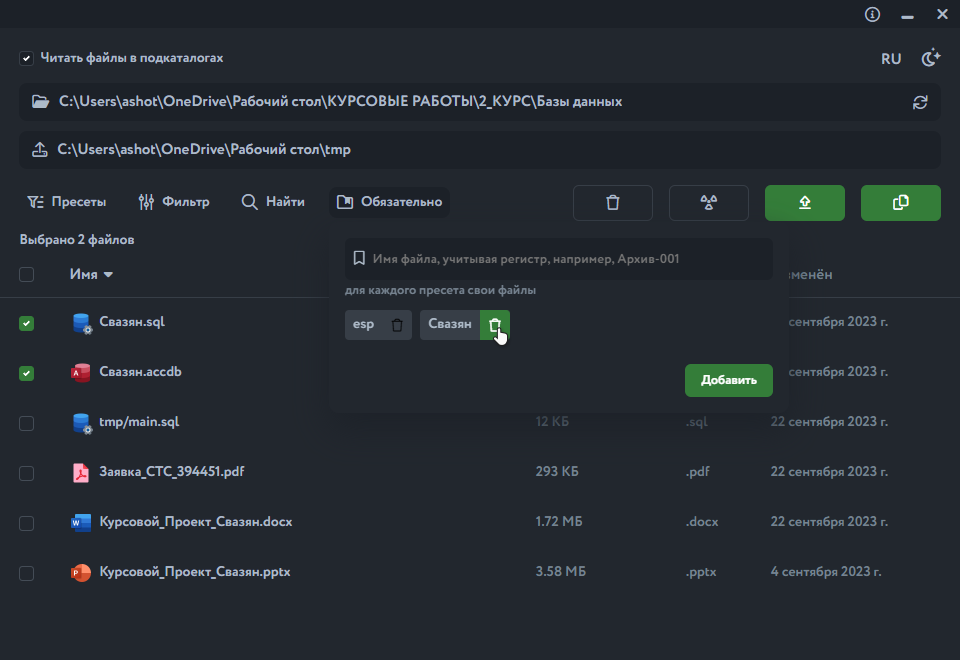 Читать файлы в подкаталогах
RU
C:\Users\ashot\OneDrive\Рабочий стол\КУРСОВЫЕ РАБОТЫ\2_КУРС\Базы данных
C:\Users\ashot\OneDrive\Рабочий стол\tmp
Пресеты Фильтр Найти Обязательно
Выбрано 2 файлов
Имя файла, учитывая регистр, например, Архив-001
Имя
для каждого пресета свои файлы
esp Свазян
Свазян.sql сентября 2023 г.
Свазян.accdb сентября 2023 г.
Добавить
tmp/main.sql 12 КБ .sql 22 сентября 2023 г.
Заявка_СТС_394451.pdf 293 КБ .pdf 22 сентября 2023 г.
Курсовой_Проект_Свазян.docx 1.72 МБ .docx 22 сентября 2023 г.
Курсовой_Проект_Свазян.pptx 3.58 МБ .pptx 4 сентября 2023 г.